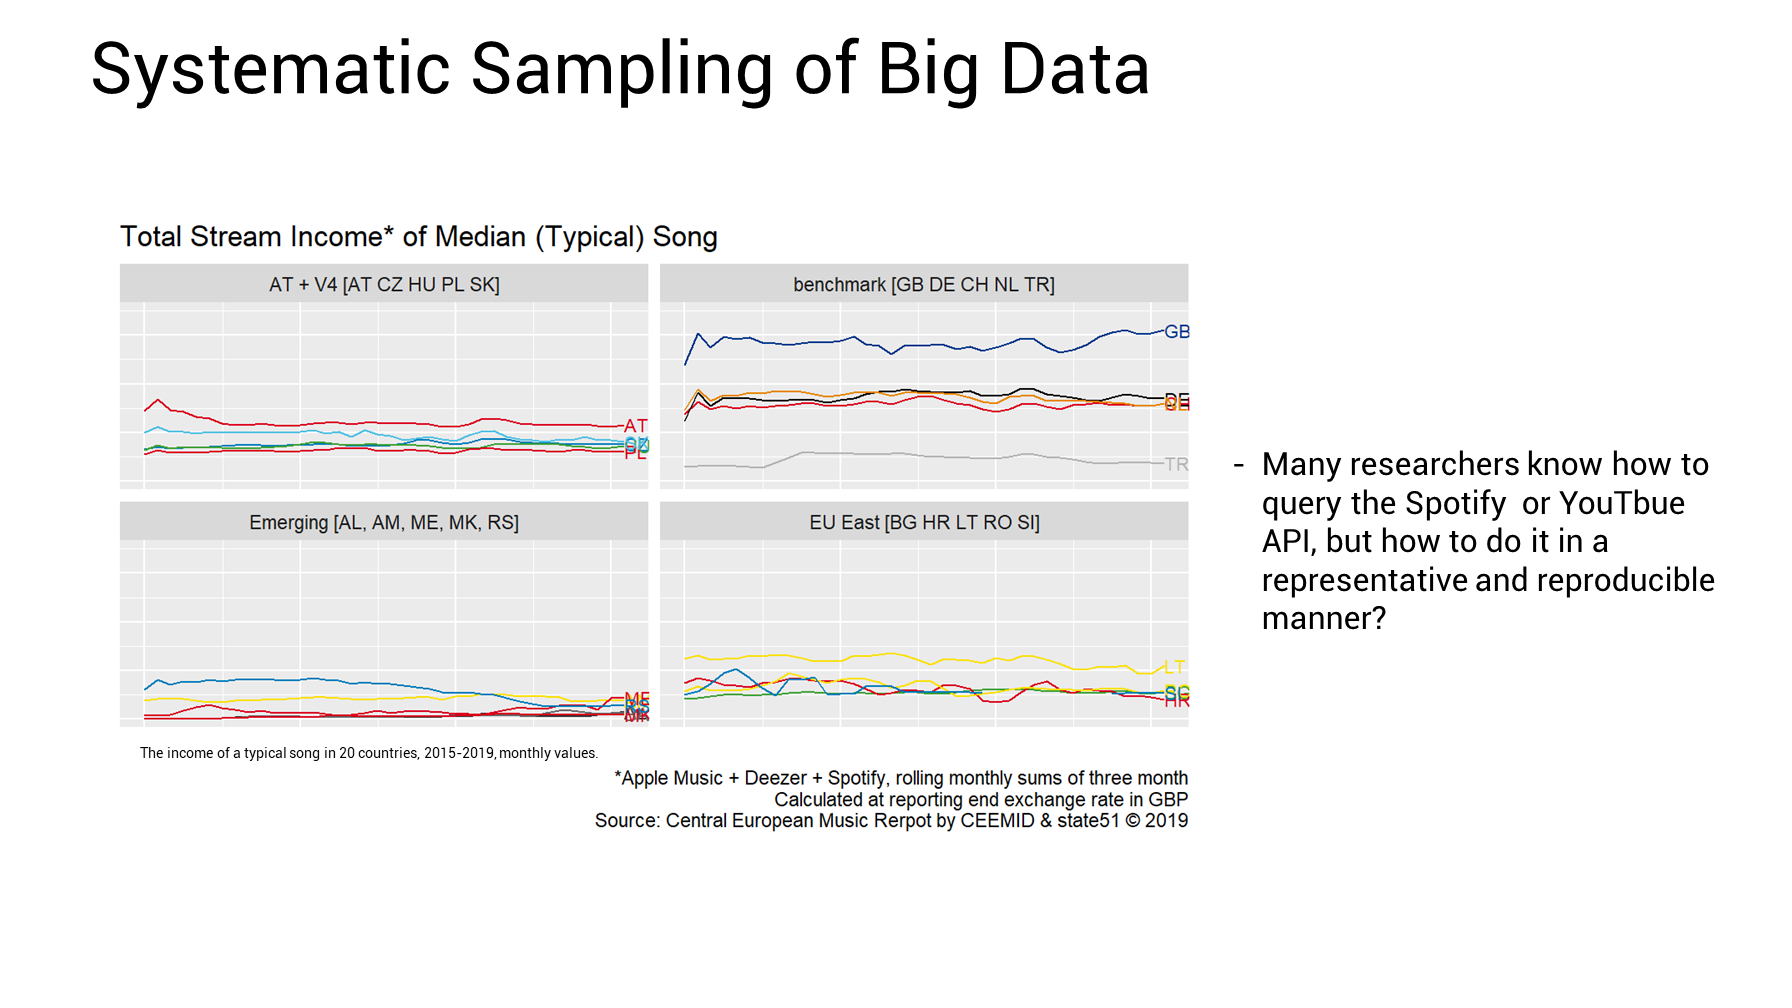 Systematic Sampling of Big Data
Total Stream Income* of Median (Typical) Song
AT + V4 [AT CZ HU PL SK]
benchmark [GB DE CH NL TR]
GB
AT
PL
TR
Emerging [AL, AM, ME, MK, RS]
EU East [BG HR LT RO SI]
LT
ME
RS
MK
HR
The income of a typical song in 20 countries, 2015-2019, monthly values.
*Apple Music + Deezer + Spotify, rolling monthly sums of three month
Calculated at reporting end exchange rate in GBP
Source: Central European Music Rerpot by CEEMID & state51 © 2019
- Many researchers know how to
query the Spotify or YouTbue
API, but how to do it in a
representative and reproducible
manner?